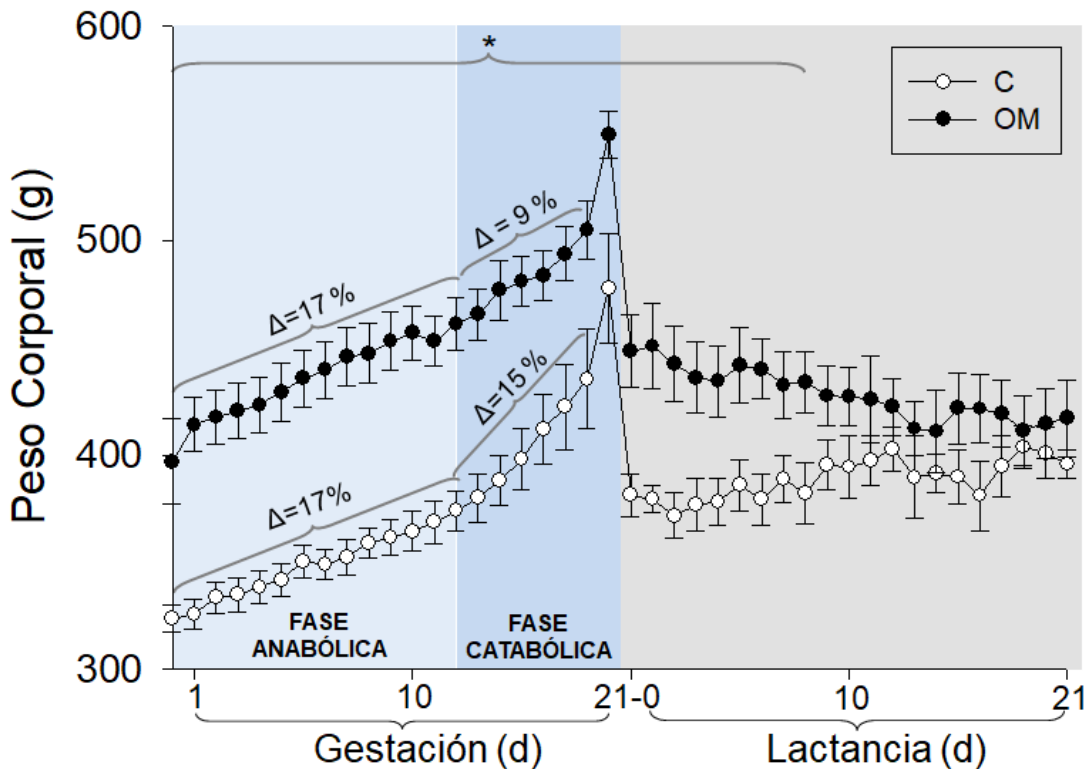 600
500
400
300
Peso Corporal (g)
*
C
OM
Δ=17 %
Δ = 9 %
Δ=17%
Δ=15 %
FASE
ANABÓLICA
FASE
CATABÓLICA
1 10 21-0 10 21
Gestación (d) Lactancia (d)